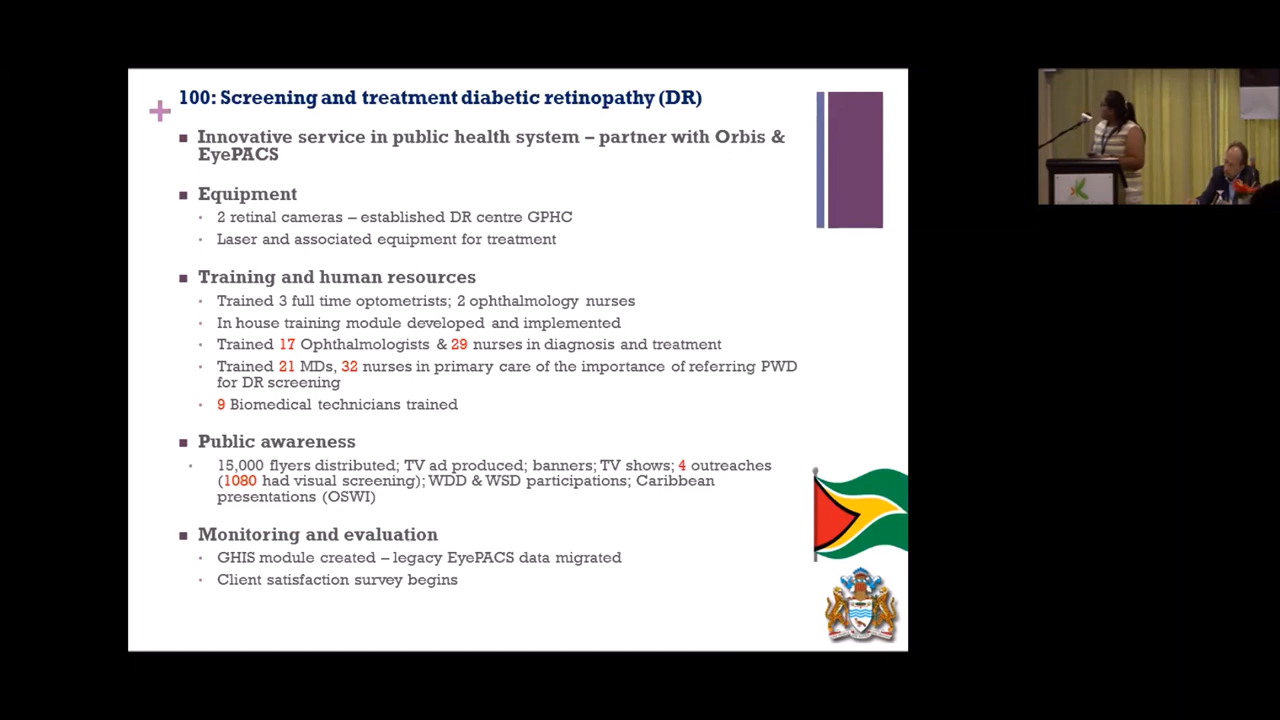 100: Screening and treatment diabetic retinopathy (DR)
Innovative service in public health system – partner with Orbis &
EyePACS
Equipment
2 retinal cameras – established DR centre GPHC
Laser and associated equipment for treatment
Training and human resources
Trained 3 full time optometrists; 2 ophthalmology nurses
In house training module developed and implemented
Trained 17 Ophthalmologists & 29 nurses in diagnosis and treatment
Trained 21 MDs, 32 nurses in primary care of the importance of referring PWD
for DR screening
9 Biomedical technicians trained
Public awareness
15,000 flyers distributed; TV ad produced; banners; TV shows; 4 outreaches
(1080 had visual screening); WDD & WSD participations; Caribbean
presentations (OSWI)
Monitoring and evaluation
GHIS module created – legacy EyePACS data migrated
Client satisfaction survey begins